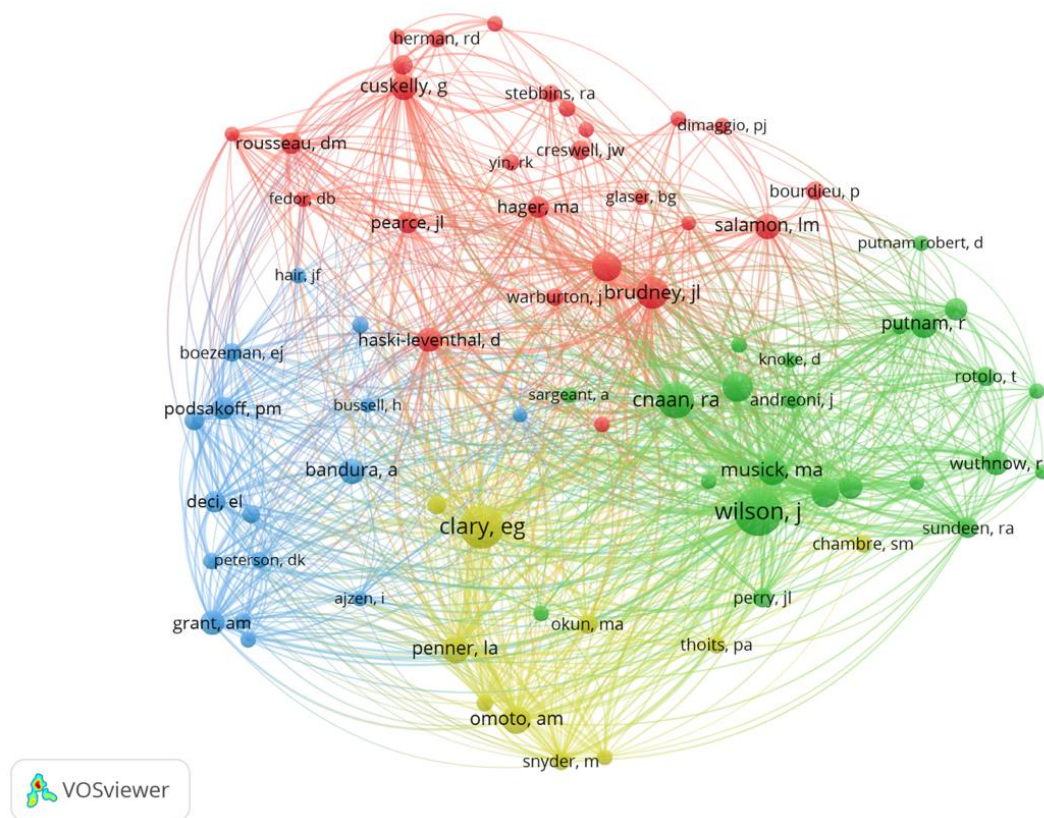 herman, rd
cuskelly, g
stebbins, ra
dimaggio, pj
rousseau, dm
creswell, jw
yin, rk
fedor, db
glaser, bg
bourdieu, p
hager, ma
pearce, jl
salamon, lm
putnam robert, d
hair, jf
warburton, j
brudney, jl
putnam, r
haski-leventhal, d
boezeman, ej
knoke, d
rotolo, t
sargeant, a
cnaan, ra
andreoni, j
bussell, h
podsakoff, pm
bandura, a
musick, ma
wuthnow, r
deci, el
clary, eg
wilson, j
sundeen, ra
chambre, sm
peterson, dk
ajzen, i
perry, jl
grant, am
okun, ma
penner, la
thoits, pa
omoto, am
snyder, m
VOSviewer